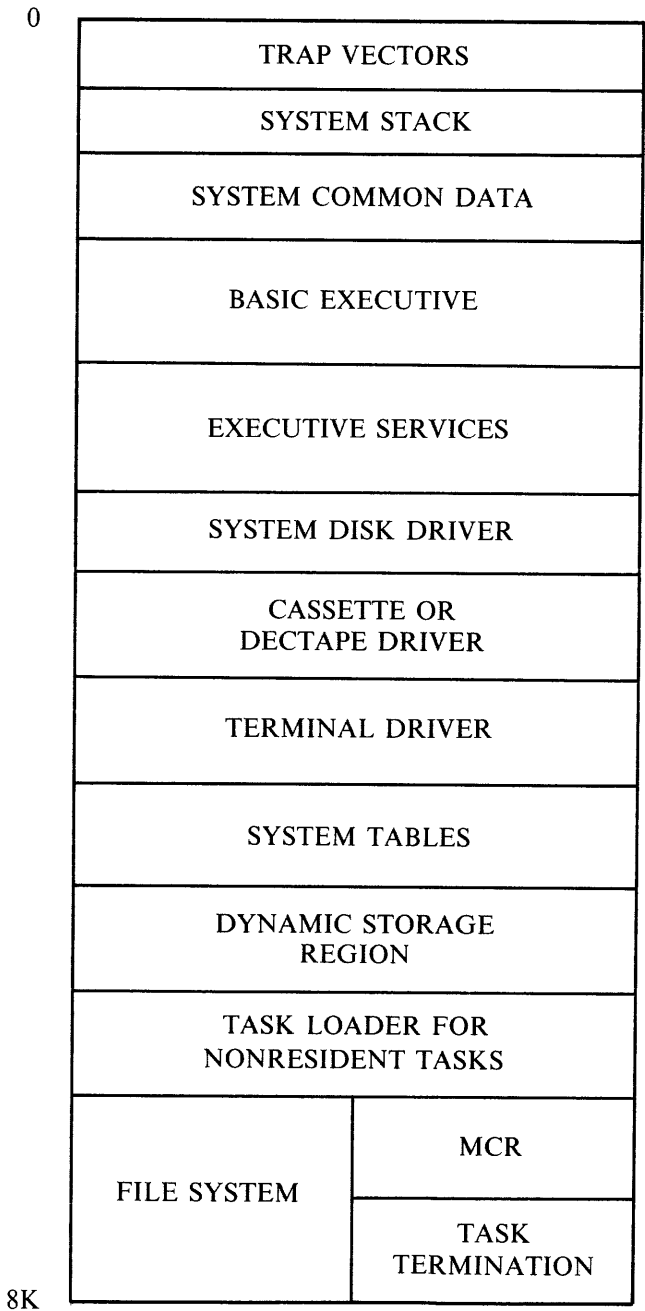 0
TRAP VECTORS
SYSTEM STACK
SYSTEM COMMON DATA
BASIC EXECUTIVE
EXECUTIVE SERVICES
SYSTEM DISK DRIVER
CASSETTE OR
DECTAPE DRIVER
TERMINAL DRIVER
SYSTEM TABLES
DYNAMIC STORAGE
REGION
TASK LOADER FOR
NONRESIDENT TASKS
FILE SYSTEM
MCR
TASK
TERMINATION
8K